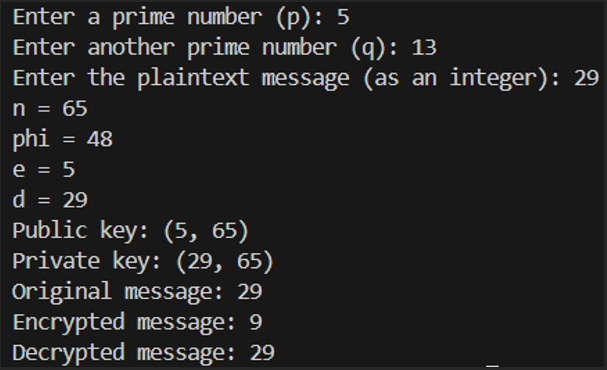 Enter a prime number (p): 5
Enter another prime number (q): 13
Enter the plaintext message (as an integer): 29
n = 65
phi = 48
e = 5
d = 29
Public key: (5, 65)
Private key: (29, 65)
Original message: 29
Encrypted message: 9
Decrypted message: 29